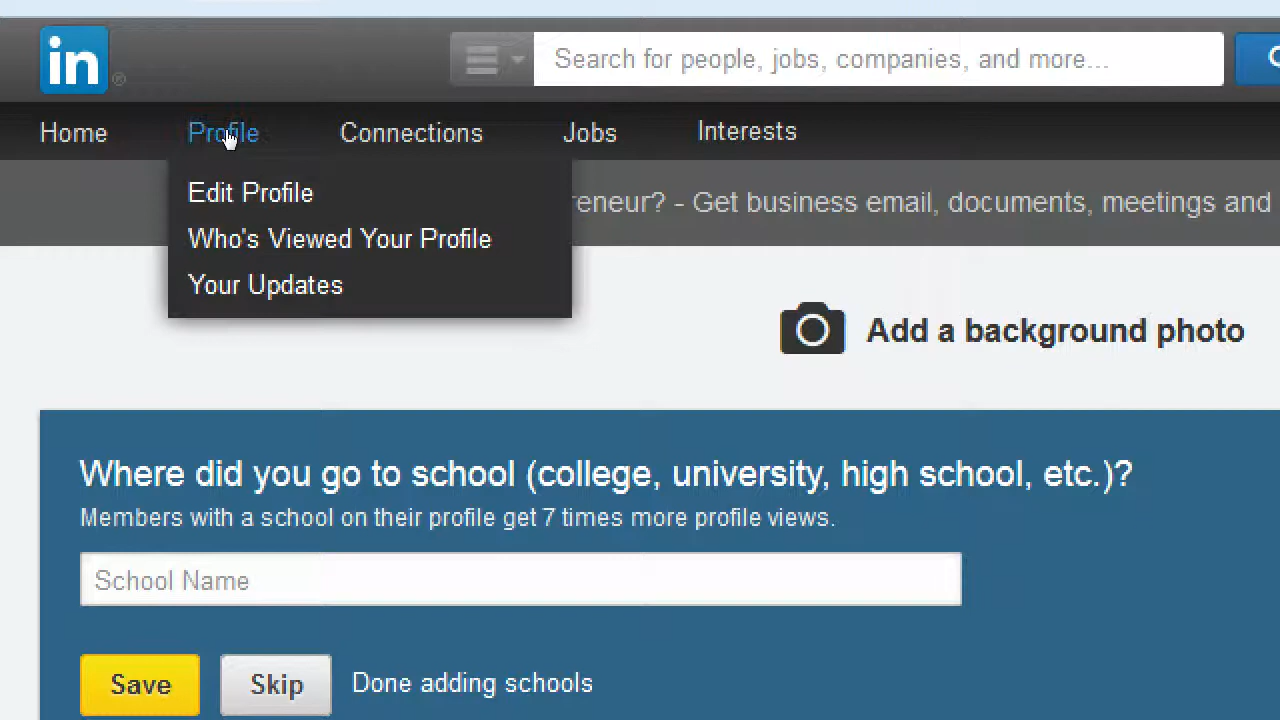 in®
Search for people, jobs, companies, and more...
Home Profile Connections Jobs Interests
Edit Profile
reneur? - Get business email, documents, meetings and
Who's Viewed Your Profile
Your Updates
Add a background photo
Where did you go to school (college, university, high school, etc.)?
Members with a school on their profile get 7 times more profile views.
School Name
Save Skip Done adding schools